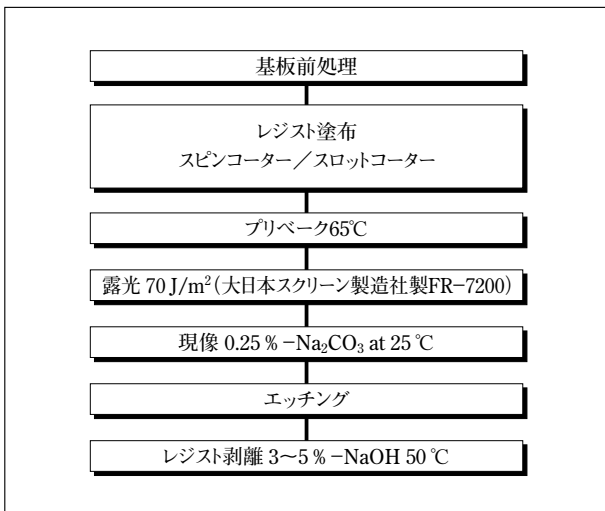 基板前処理
レジスト塗布
スピンコーター／スロットコーター
プリベーク65℃
露光 70 J/m²(大日本スクリーン製造社製FR−7200)
現像 0.25 %−Na₂CO₃ at 25 ℃
エッチング
レジスト剥離 3〜5 %−NaOH 50 ℃